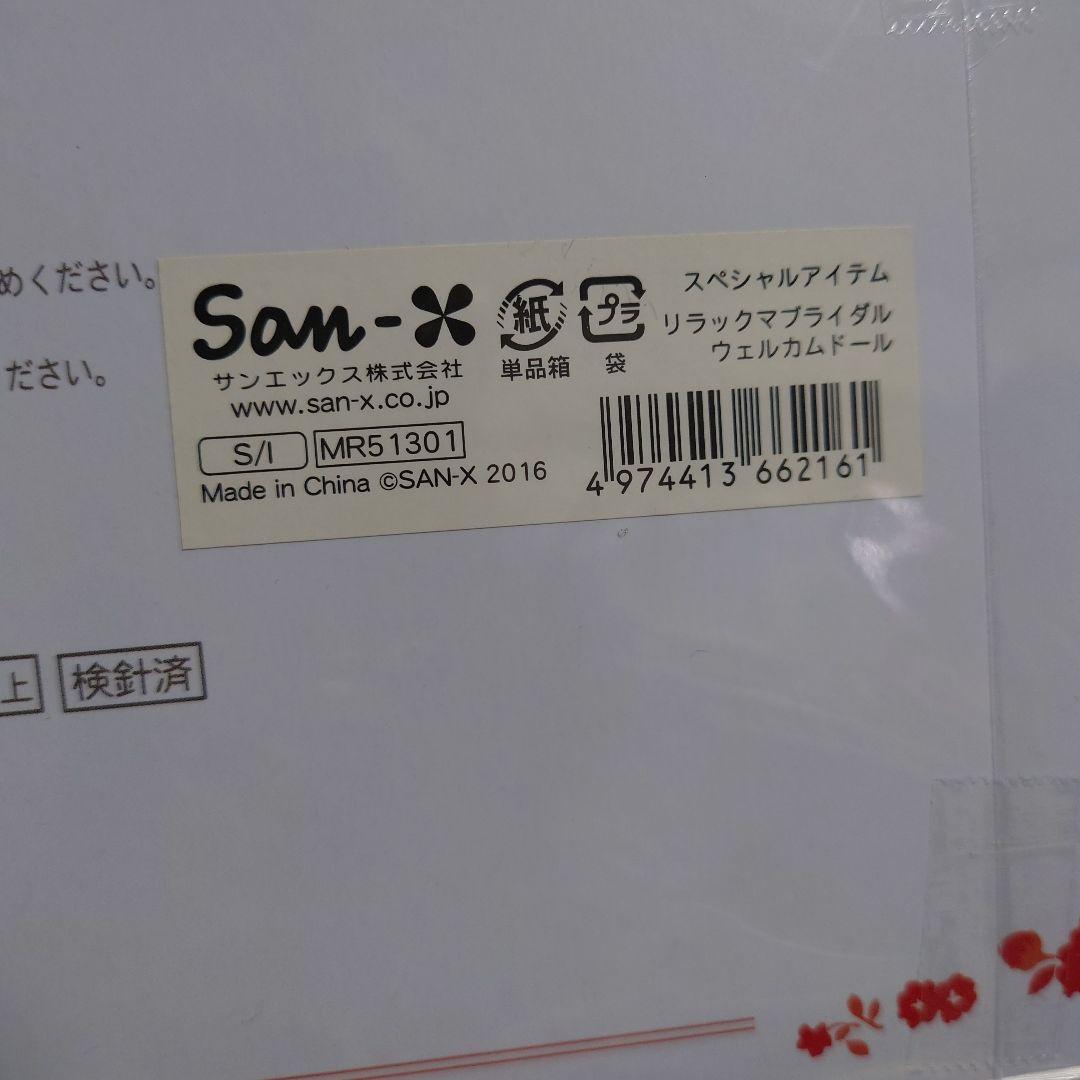 めください。
ださい。
San-X
サンエックス株式会社
www.san-x.co.jp
S/I MR51301
Made in China ©SAN-X 2016
紙
単品箱
プラ
袋
スペシャルアイテム
リラックマブライダル
ウェルカムドール
4 974413 662161
上 検針済